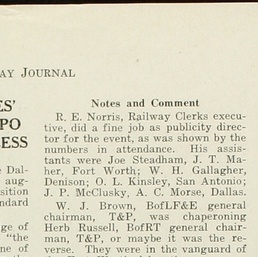 AY JOURNAL
ES'
PO
ESS
Dal-
aug-
sition
ndard
ge of
"the
ne of
Notes and Comment
R. E. Norris, Railway Clerks execu-
tive, did a fine job as publicity direc-
tor for the event, as was shown by the
numbers in attendance. His assis-
tants were Joe Steadham, J. T. Ma-
her, Fort Worth; W. H. Gallagher,
Denison; O. L. Kinsley, San Antonio;
J. P. McClusky, A. C. Morse, Dallas.
W. J. Brown, BofLF&E general
chairman, T&P, was chaperoning
Herb Russell, BofRT general chair-
man, T&P, or maybe it was the re-
verse. They were in the vanguard of